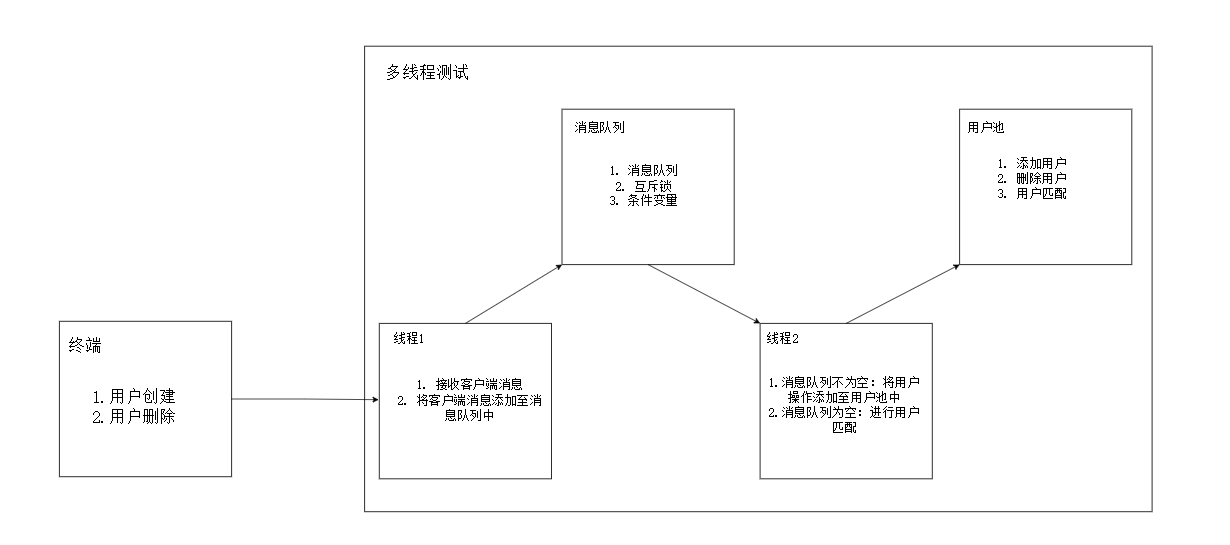 多线程测试
消息队列
1. 消息队列
2. 互斥锁
3. 条件变量
用户池
1. 添加用户
2. 删除用户
3. 用户匹配
终端
1. 用户创建
2. 用户删除
线程1
1. 接收客户端消息
2. 将客户端消息添加至消
息队列中
线程2
1.消息队列不为空：将用户
操作添加至用户池中
2.消息队列为空：进行用户
匹配